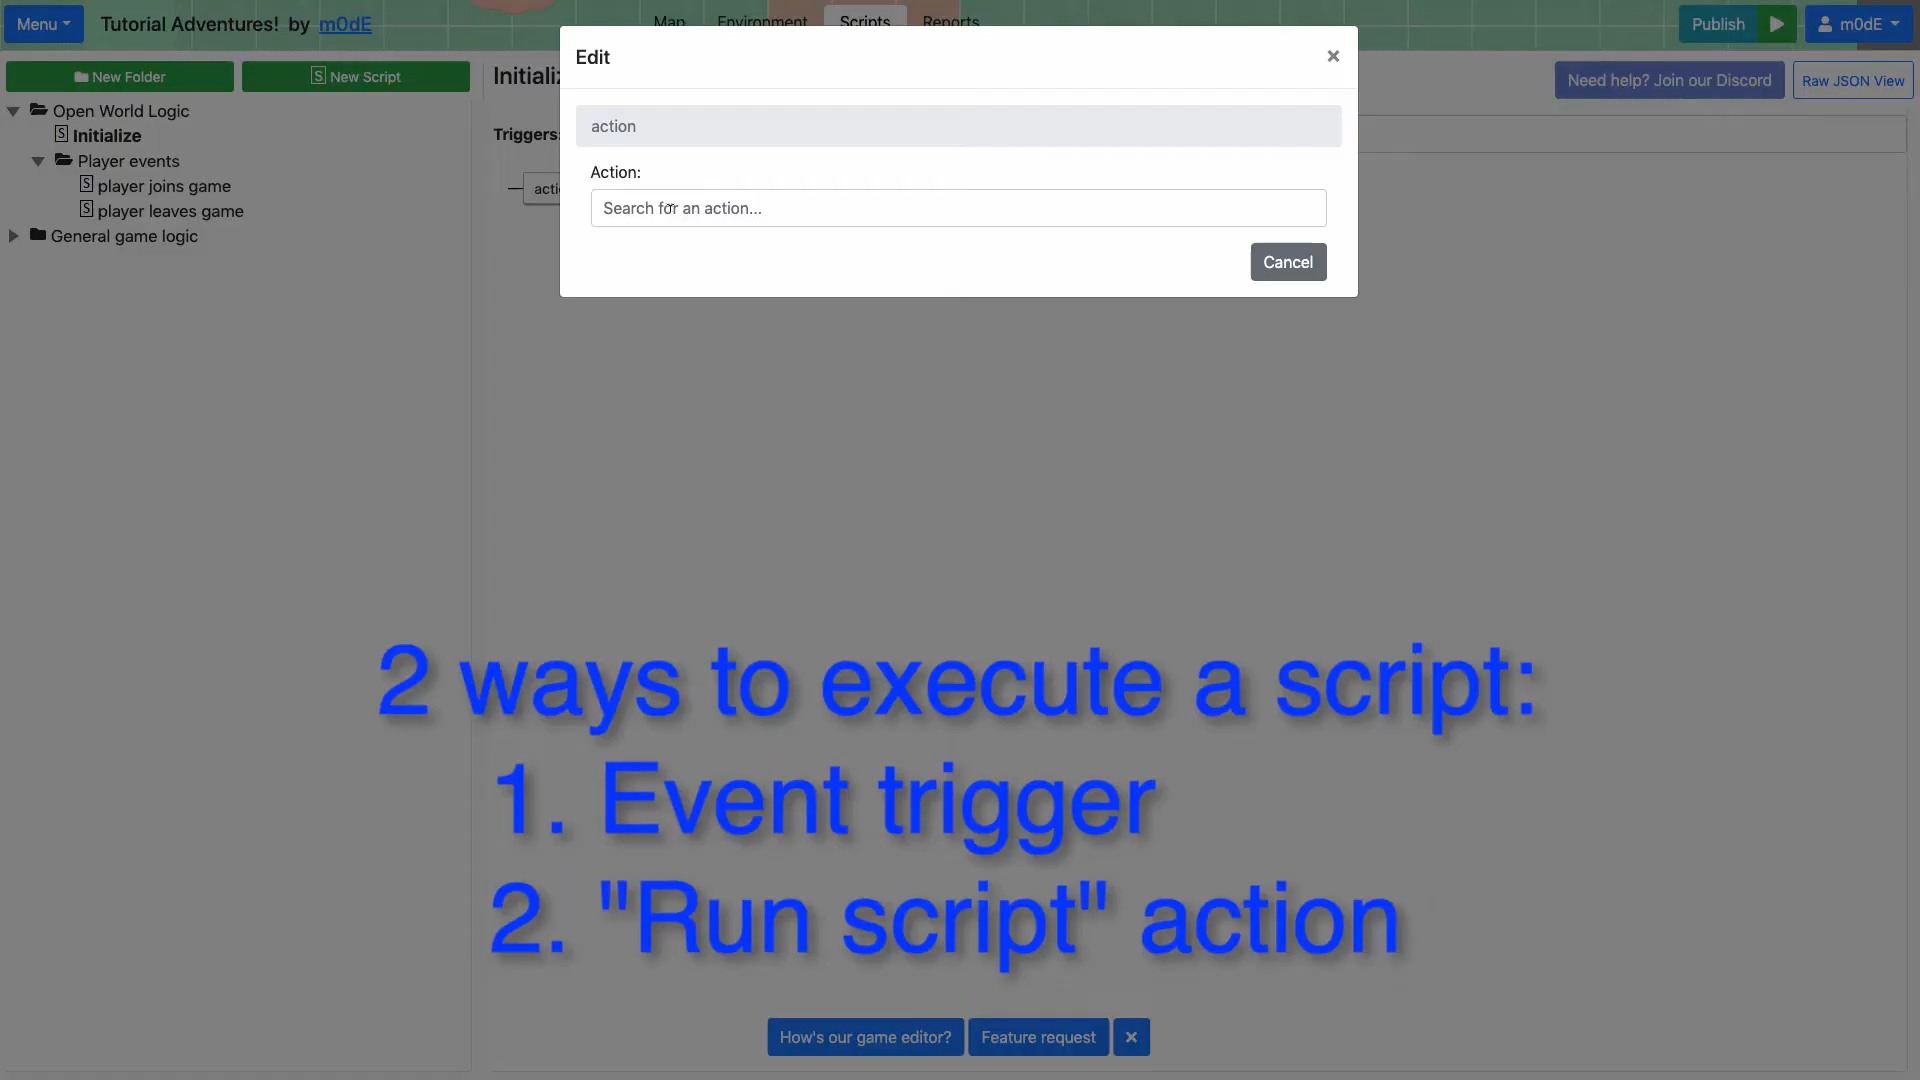 Menu Tutorial Adventures! by m0dE Map Environment Scripts Reports Publish m0dE
New Folder New Script
Need help? Join our Discord Raw JSON View
Open World Logic
Initialize
Player events
player joins game
player leaves game
General game logic
Triggers:
Edit ×
action
Action:
Search for an action...
Cancel
2 ways to execute a script:
1. Event trigger
2. "Run script" action
How's our game editor? Feature request ×